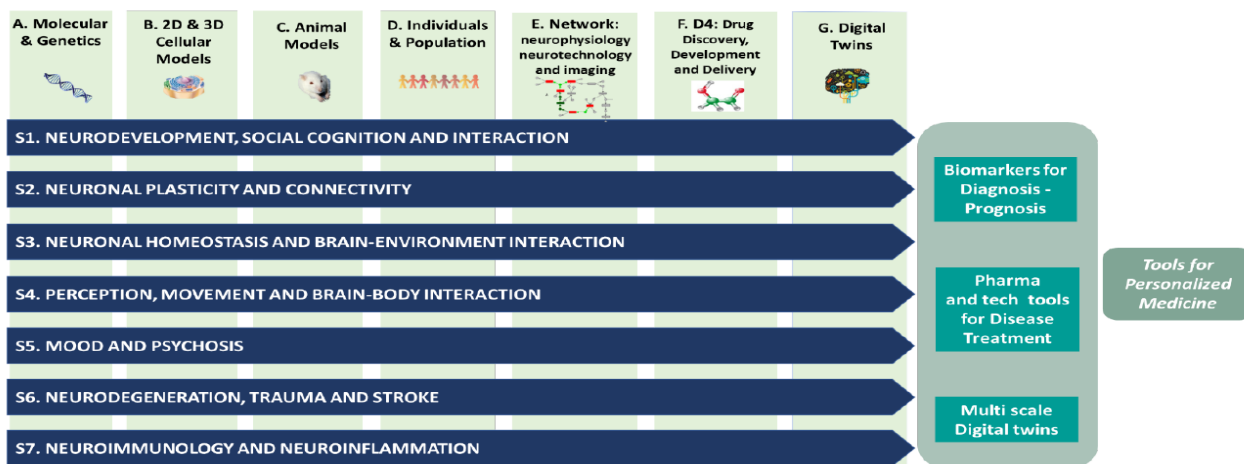 A. Molecular
& Genetics
B. 2D & 3D
Cellular
Models
C. Animal
Models
D. Individuals
& Population
E. Network:
neurophysiology
neurotechnology
and imaging
F. D4: Drug
Discovery,
Development
and Delivery
G. Digital
Twins
S1. NEURODEVELOPMENT, SOCIAL COGNITION AND INTERACTION
S2. NEURONAL PLASTICITY AND CONNECTIVITY
S3. NEURONAL HOMEOSTASIS AND BRAIN-ENVIRONMENT INTERACTION
S4. PERCEPTION, MOVEMENT AND BRAIN-BODY INTERACTION
S5. MOOD AND PSYCHOSIS
S6. NEURODEGENERATION, TRAUMA AND STROKE
S7. NEUROIMMUNOLOGY AND NEUROINFLAMMATION
Biomarkers for
Diagnosis -
Prognosis
Pharma
and tech tools
for Disease
Treatment
Multi scale
Digital twins
Tools for
Personalized
Medicine